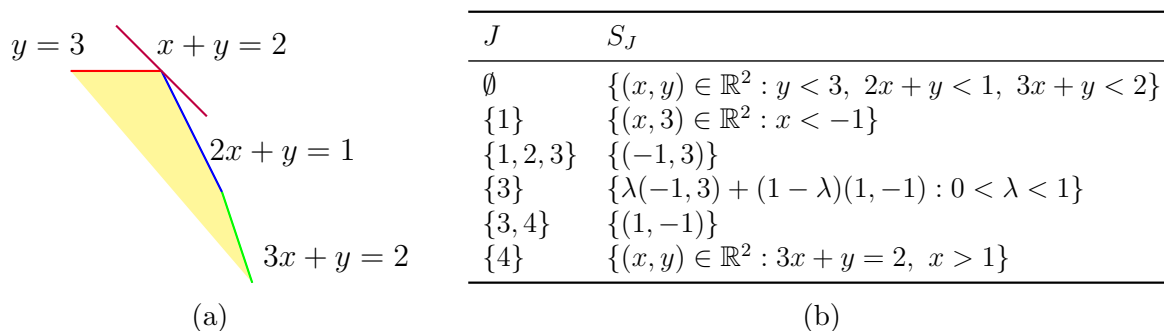 y = 3
x + y = 2
2x + y = 1
3x + y = 2
(a)
J S_J
∅ {(x, y) ∈ ℝ² : y < 3, 2x + y < 1, 3x + y < 2}
{1} {(x, 3) ∈ ℝ² : x < −1}
{1, 2, 3} {(−1, 3)}
{3} {λ(−1, 3) + (1 − λ)(1, −1) : 0 < λ < 1}
{3, 4} {(1, −1)}
{4} {(x, y) ∈ ℝ² : 3x + y = 2, x > 1}
(b)